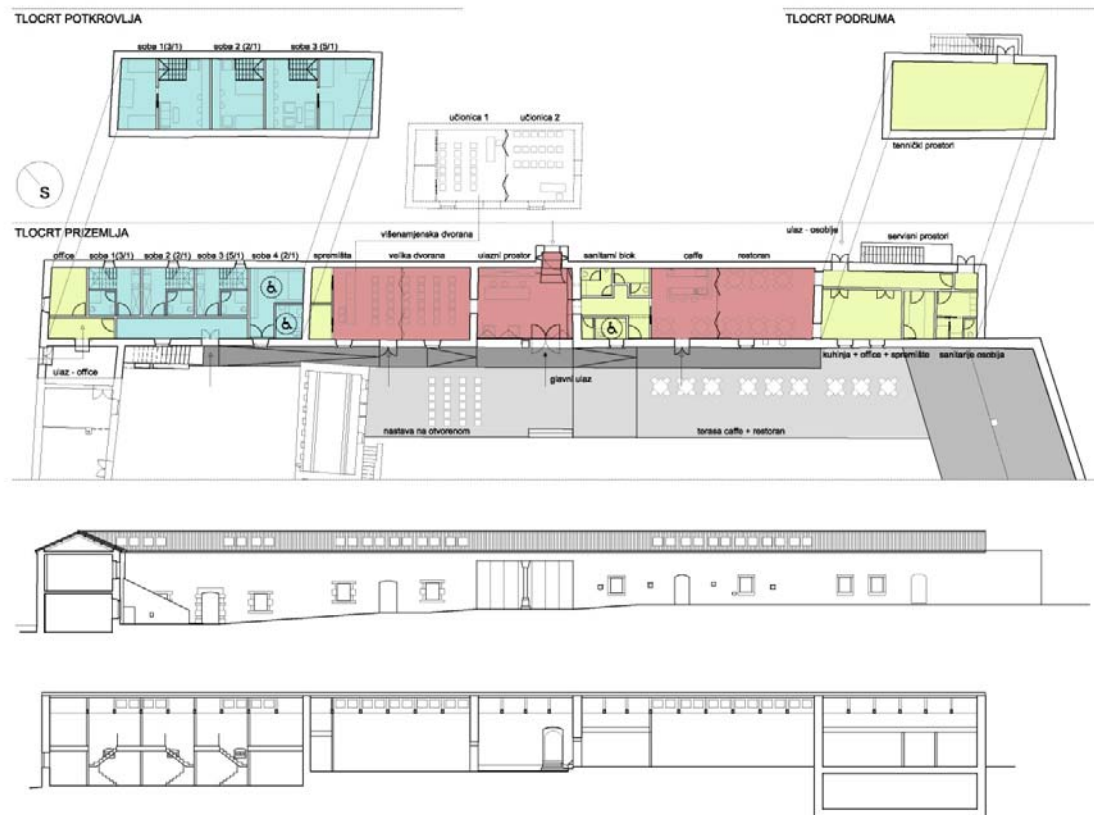 TLOCRT POTKROVLJA
TLOCRT PODRUMA
soba 1(3/1)
soba 2 (2/1)
soba 3 (5/1)
učionica 1
učionica 2
tehnički prostori
S
TLOCRT PRIZEMLJA
višenamjenska dvorana
ulaz - osoblje
servisni prostori
office
soba 1(3/1)
soba 2 (2/1)
soba 3 (5/1)
soba 4 (2/1)
spremišta
velika dvorana
ulazni prostor
sanitarni blok
caffe
restoran
ulaz - office
glavni ulaz
kuhinja + office + spremište
sanitarije osoblja
nastava na otvorenom
terasa caffe + restoran